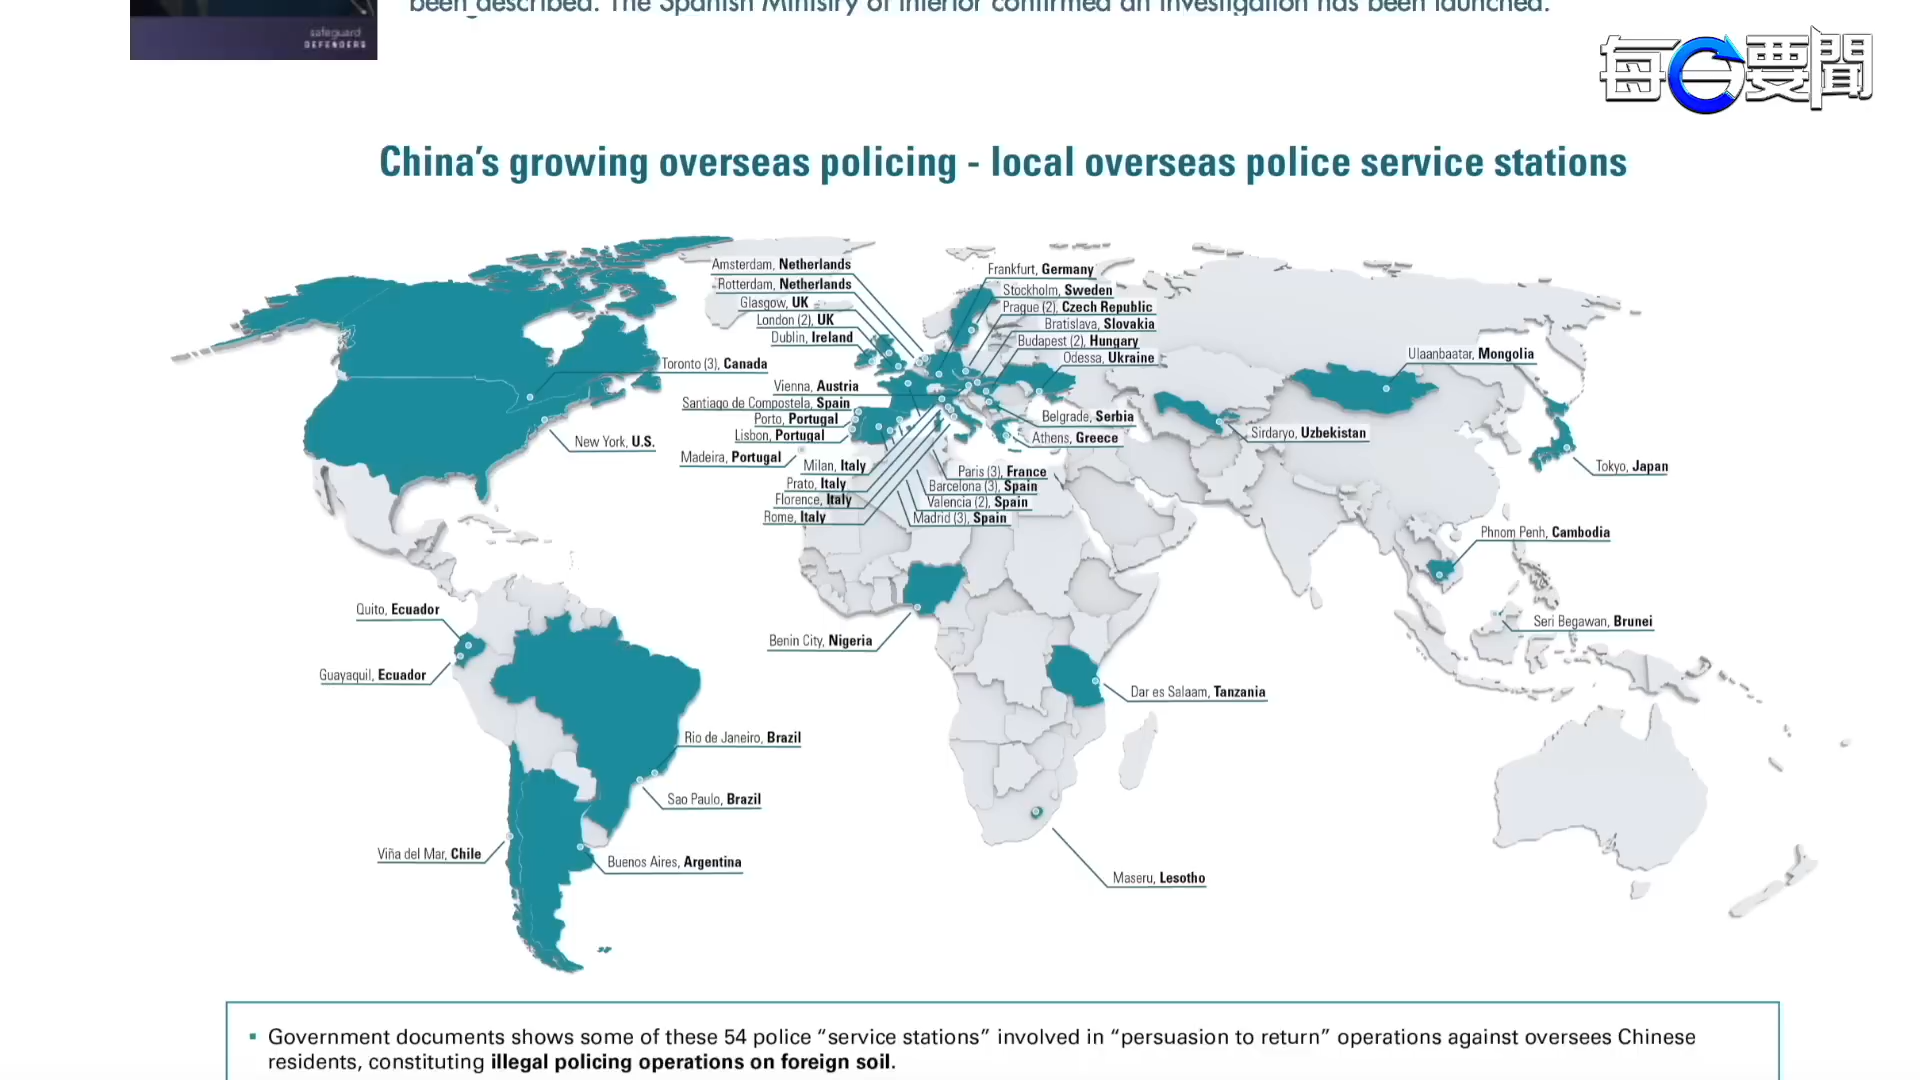 been described. The Spanish Ministry of Interior confirmed an investigation has been launched.
safeguard
DEFENDERS
每日要聞
China's growing overseas policing - local overseas police service stations
Amsterdam, Netherlands
Rotterdam, Netherlands
Glasgow, UK
London (2), UK
Dublin, Ireland
Frankfurt, Germany
Stockholm, Sweden
Prague (2), Czech Republic
Bratislava, Slovakia
Budapest (2), Hungary
Odessa, Ukraine
Ulaanbaatar, Mongolia
Toronto (3), Canada
Vienna, Austria
Santiago de Compostela, Spain
Porto, Portugal
Lisbon, Portugal
Madeira, Portugal
New York, U.S.
Belgrade, Serbia
Athens, Greece
Sirdaryo, Uzbekistan
Tokyo, Japan
Milan, Italy
Prato, Italy
Florence, Italy
Rome, Italy
Paris (3), France
Barcelona (3), Spain
Valencia (2), Spain
Madrid (3), Spain
Phnom Penh, Cambodia
Seri Begawan, Brunei
Quito, Ecuador
Guayaquil, Ecuador
Benin City, Nigeria
Dar es Salaam, Tanzania
Rio de Janeiro, Brazil
Sao Paulo, Brazil
Viña del Mar, Chile
Buenos Aires, Argentina
Maseru, Lesotho
▪ Government documents shows some of these 54 police “service stations” involved in “persuasion to return” operations against oversees Chinese
residents, constituting illegal policing operations on foreign soil.